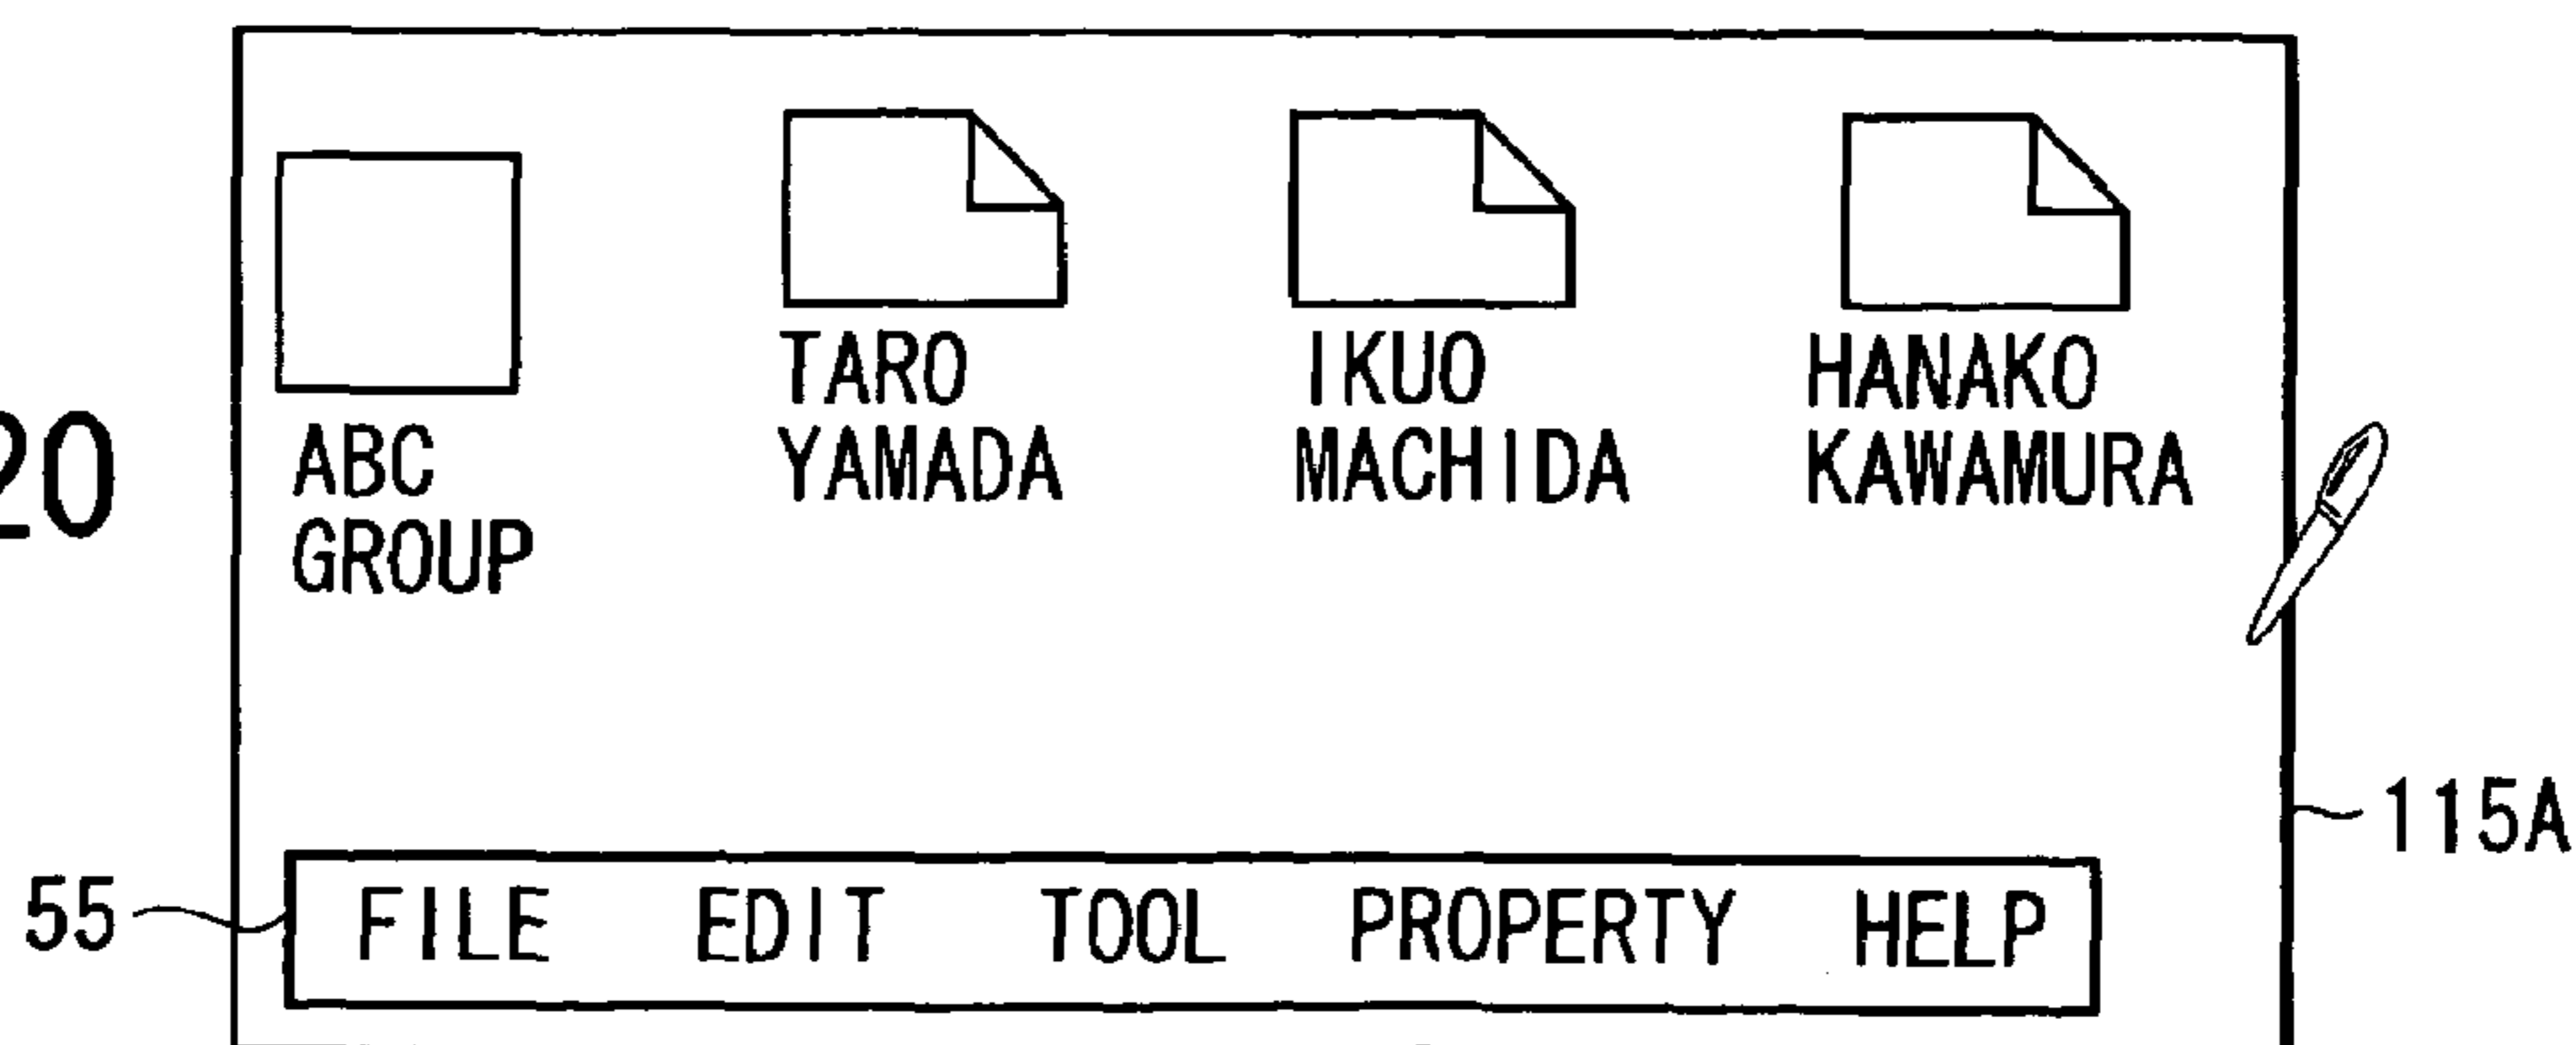 20
TARO
YAMADA
IKUO
MACHIDA
HANAKO
KAWAMURA
ABC
GROUP
115A
55
FILE EDIT TOOL PROPERTY HELP